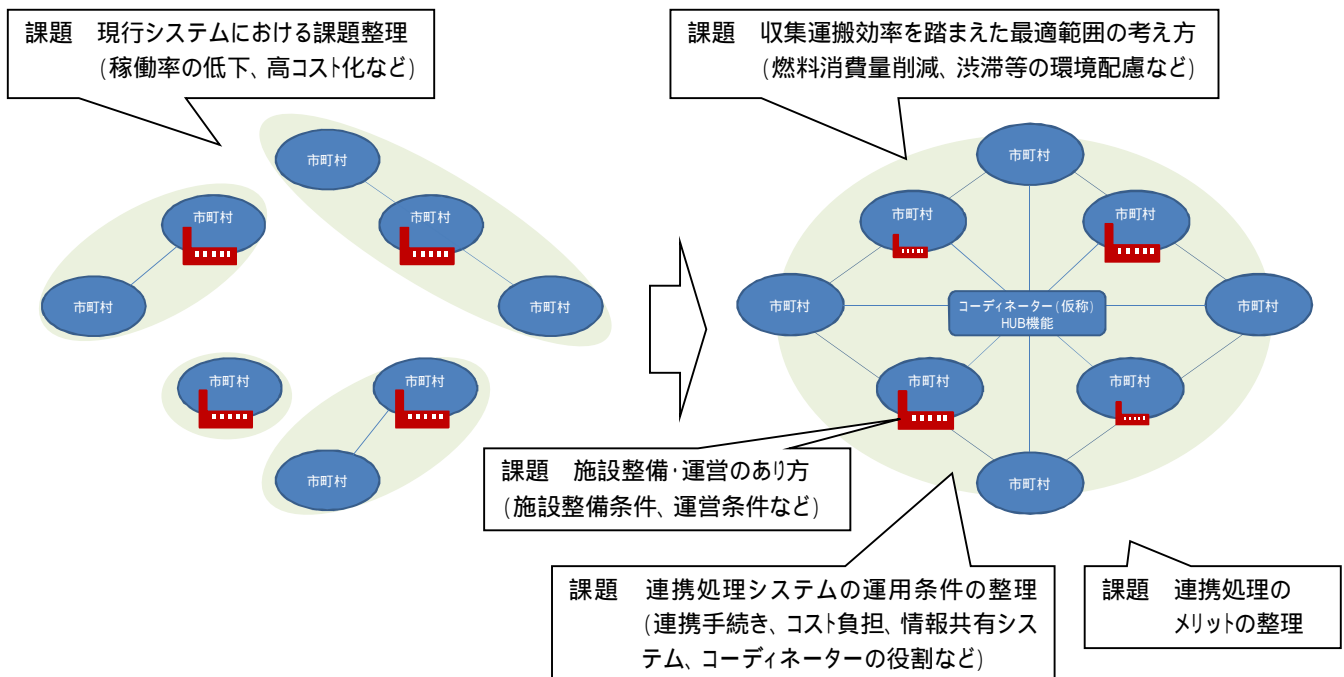 課題　現行システムにおける課題整理
(稼働率の低下、高コスト化など)
課題　収集運搬効率を踏まえた最適範囲の考え方
(燃料消費量削減、渋滞等の環境配慮など)
市町村
市町村
市町村
市町村
市町村
市町村
市町村
市町村
市町村
市町村
市町村
市町村
市町村
コーディネーター(仮称)
HUB機能
市町村
市町村
市町村
課題　施設整備・運営のあり方
(施設整備条件、運営条件など)
課題　連携処理システムの運用条件の整理
(連携手続き、コスト負担、情報共有シス
テム、コーディネーターの役割など)
課題　連携処理の
メリットの整理